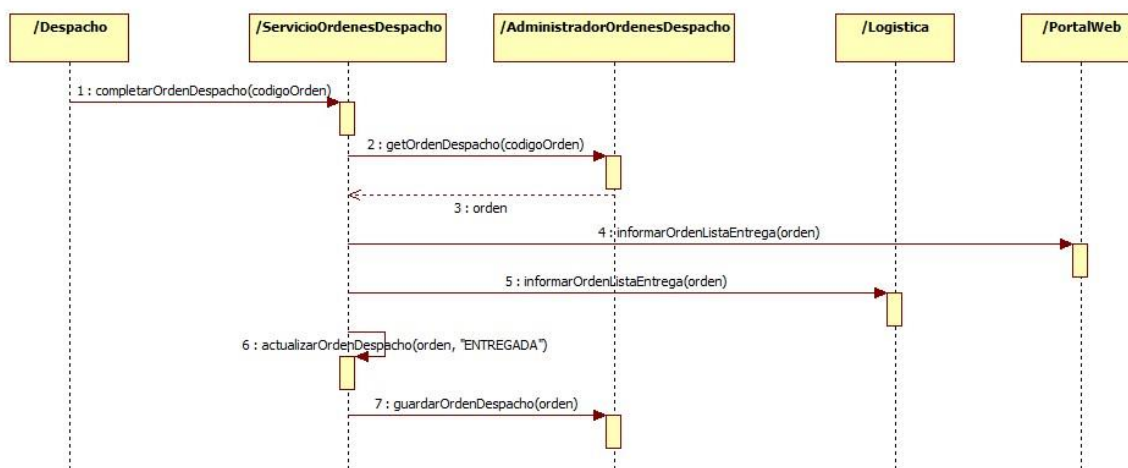 /Despacho
/ServicioOrdenesDespacho
/AdministradorOrdenesDespacho
/Logistica
/PortalWeb
1 : completarOrdenDespacho(codigoOrden)
2 : getOrdenDespacho(codigoOrden)
3 : orden
4 : informarOrdenListaEntrega(orden)
5 : informarOrdenListaEntrega(orden)
6 : actualizarOrdenDespacho(orden, "ENTREGADA")
7 : guardarOrdenDespacho(orden)